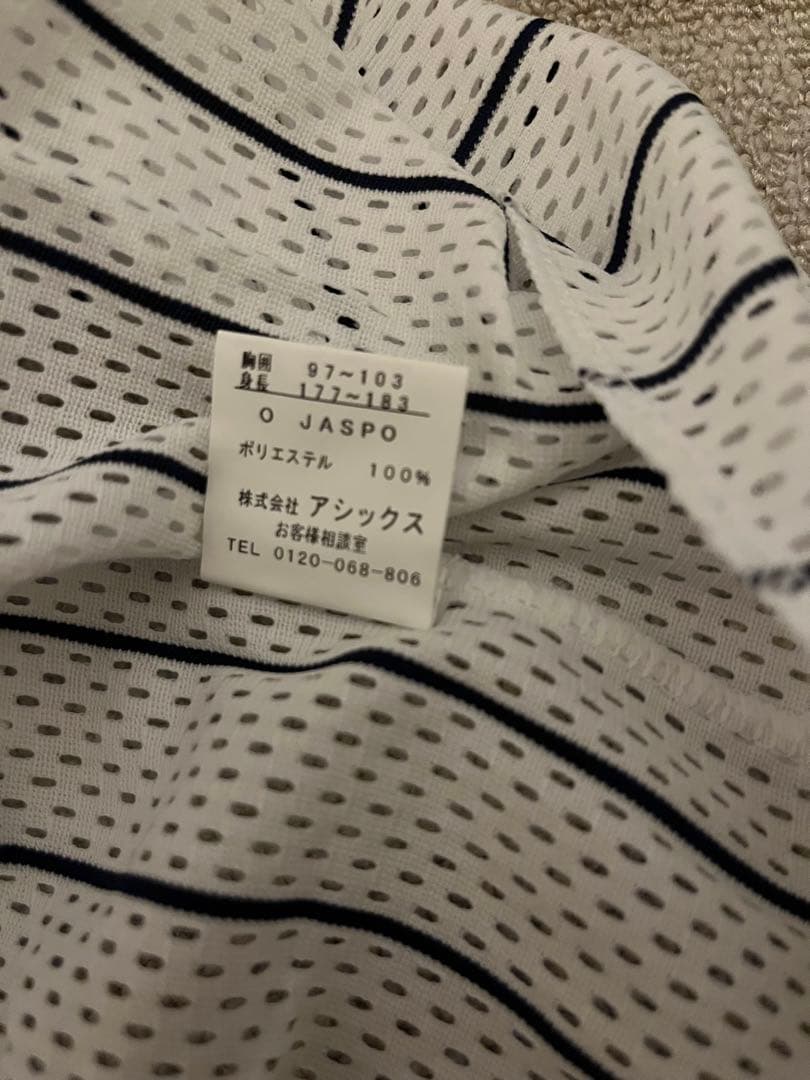 胸囲 97~103
身長 177~183
O JASPO
ポリエステル 100%
株式会社 アシックス
お客様相談室
TEL 0120-068-806